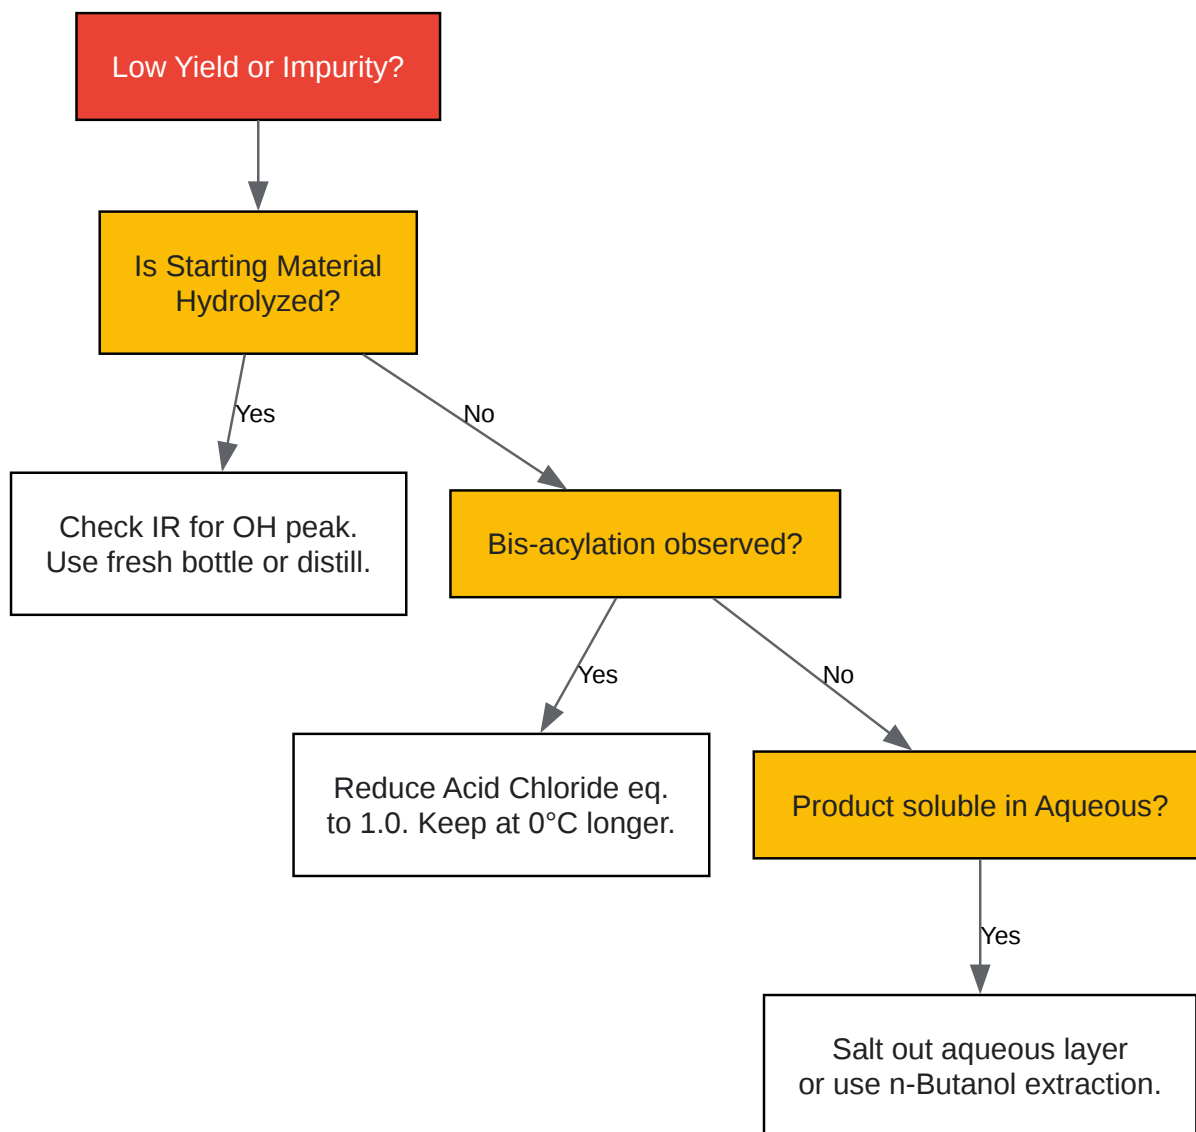 Low Yield or Impurity?
Is Starting Material
Hydrolyzed?
Yes
No
Check IR for OH peak.
Use fresh bottle or distill.
Bis-acylation observed?
Yes
No
Reduce Acid Chloride eq.
to 1.0. Keep at 0°C longer.
Product soluble in Aqueous?
Yes
Salt out aqueous layer
or use n-Butanol extraction.